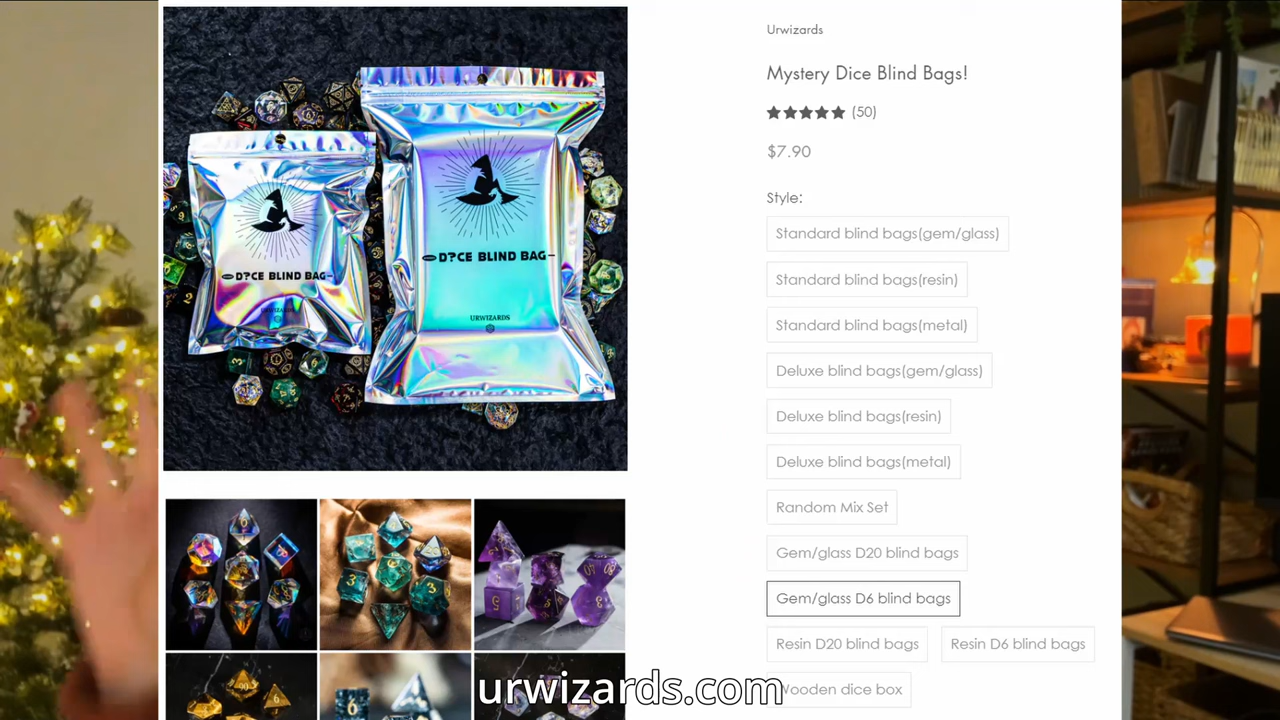 Urwizards
Mystery Dice Blind Bags!
(50)
$7.90
Style:
Standard blind bags(gem/glass)
Standard blind bags(resin)
Standard blind bags(metal)
Deluxe blind bags(gem/glass)
Deluxe blind bags(resin)
Deluxe blind bags(metal)
Random Mix Set
Gem/glass D20 blind bags
Gem/glass D6 blind bags
Resin D20 blind bags
Resin D6 blind bags
Wooden dice box
D?CE BLIND BAG
D?CE BLIND BAG
URWIZARDS
URWIZARDS
urwizards.com